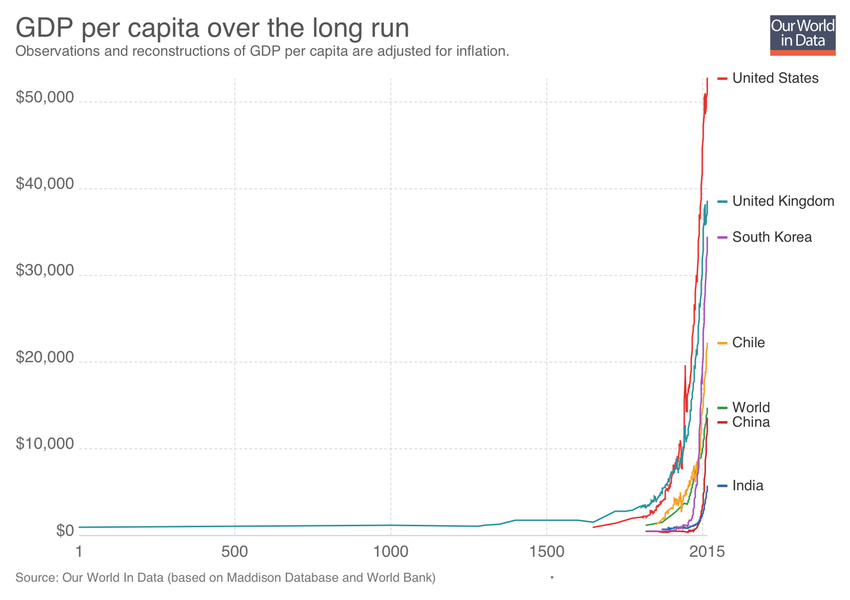 GDP per capita over the long run
Observations and reconstructions of GDP per capita are adjusted for inflation.
Our World
in Data
$50,000
$40,000
$30,000
$20,000
$10,000
$0
1
500
1000
1500
2015
United States
United Kingdom
South Korea
Chile
World
China
India
Source: Our World In Data (based on Maddison Database and World Bank)